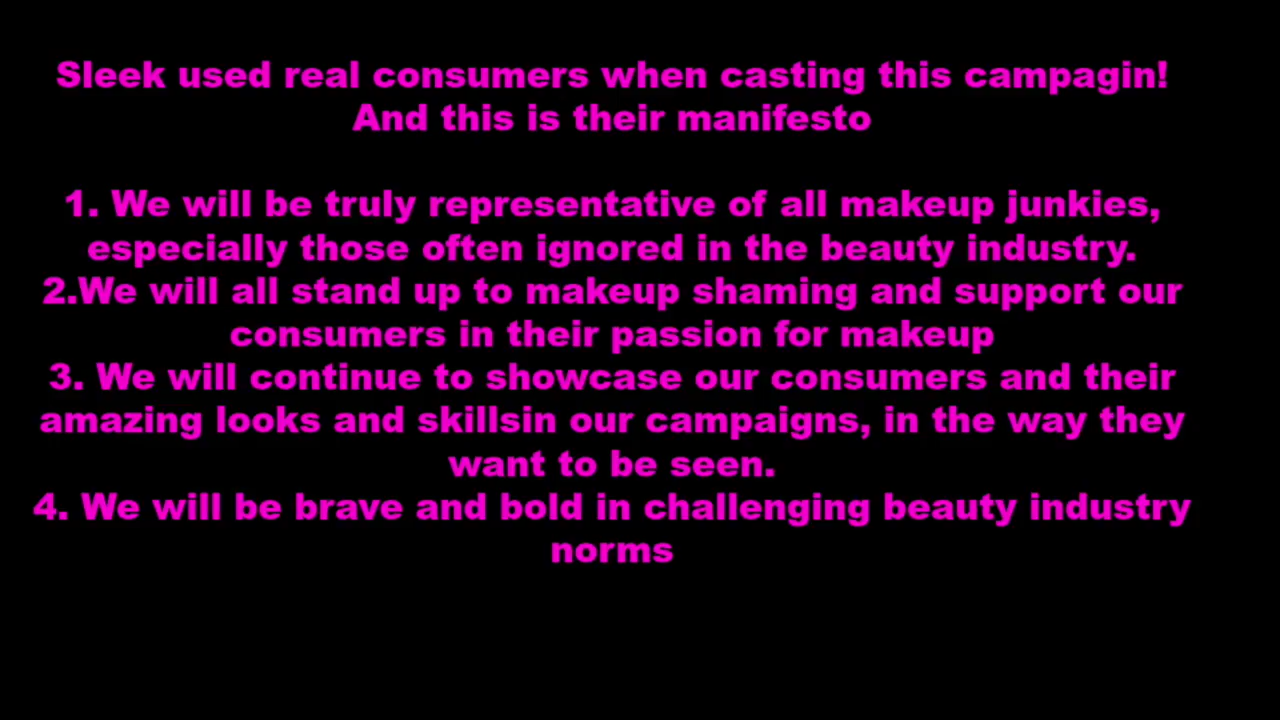 Sleek used real consumers when casting this campagin!
And this is their manifesto
1. We will be truly representative of all makeup junkies,
especially those often ignored in the beauty industry.
2.We will all stand up to makeup shaming and support our
consumers in their passion for makeup
3. We will continue to showcase our consumers and their
amazing looks and skillsin our campaigns, in the way they
want to be seen.
4. We will be brave and bold in challenging beauty industry
norms